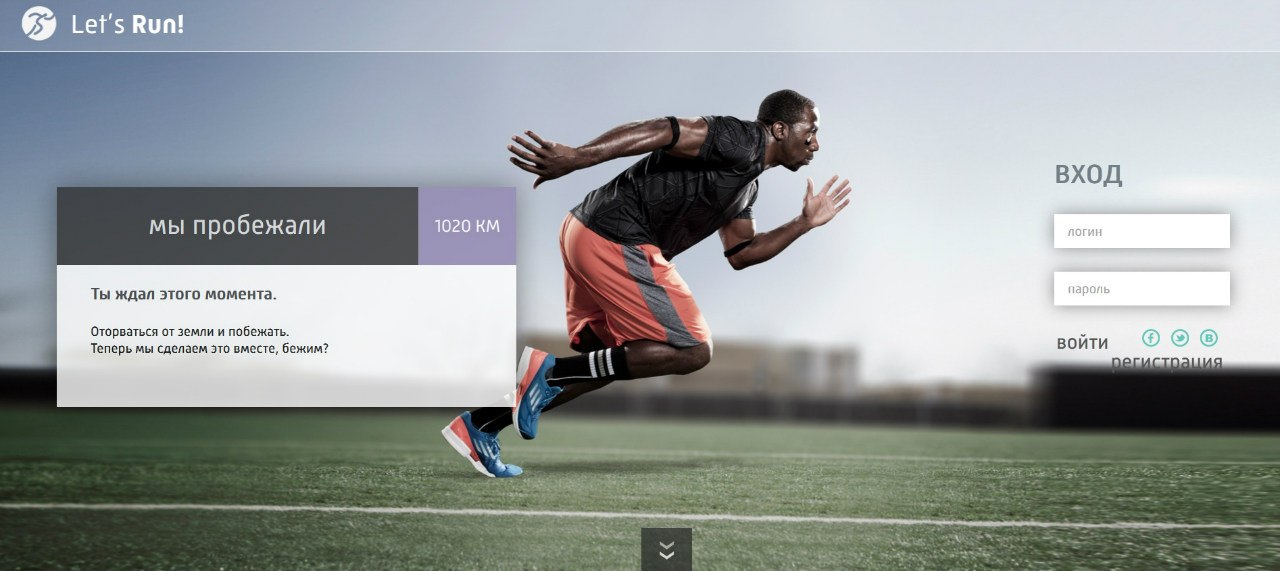 Let's Run!
мы пробежали
1020 КМ
Ты ждал этого момента.
Оторваться от земли и побежать.
Теперь мы сделаем это вместе, бежим?
ВХОД
логин
пароль
войти
регистрация